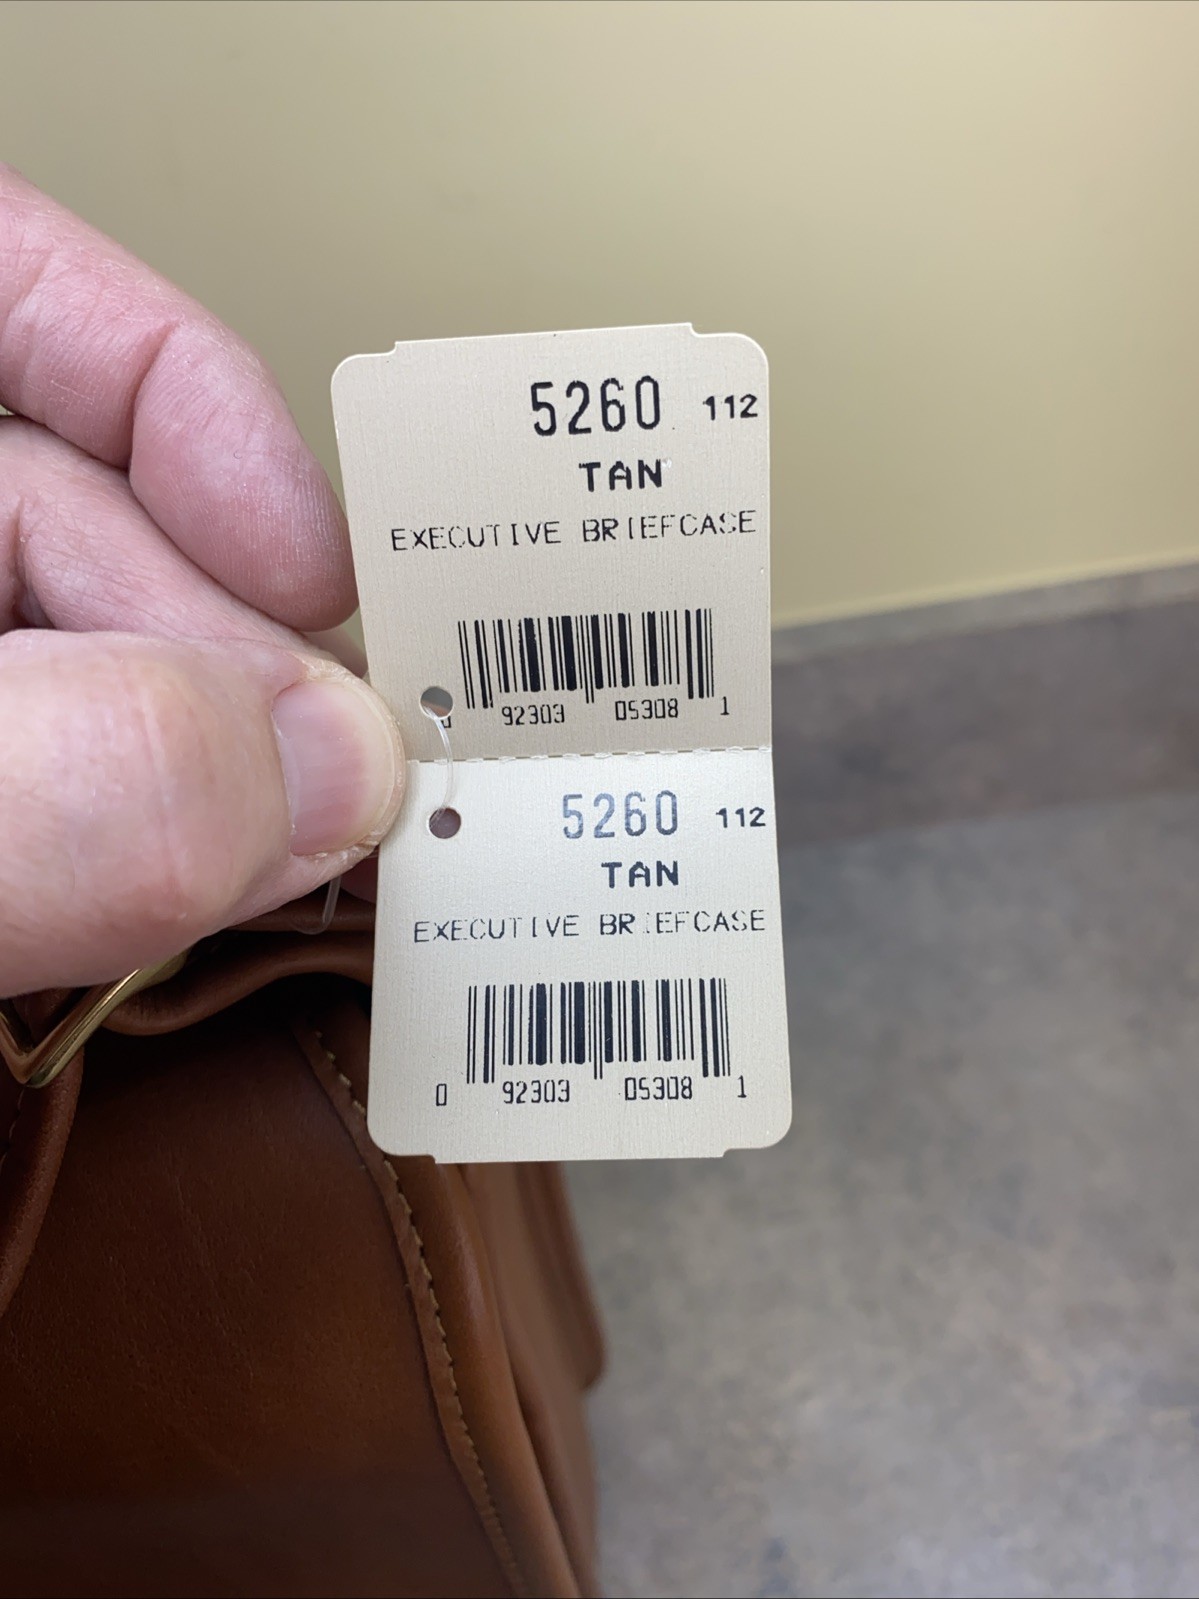 5260 112
TAN
EXECUTIVE BRIEFCASE
0 92303 05308 1
5260 112
TAN
EXECUTIVE BRIEFCASE
0 92303 05308 1